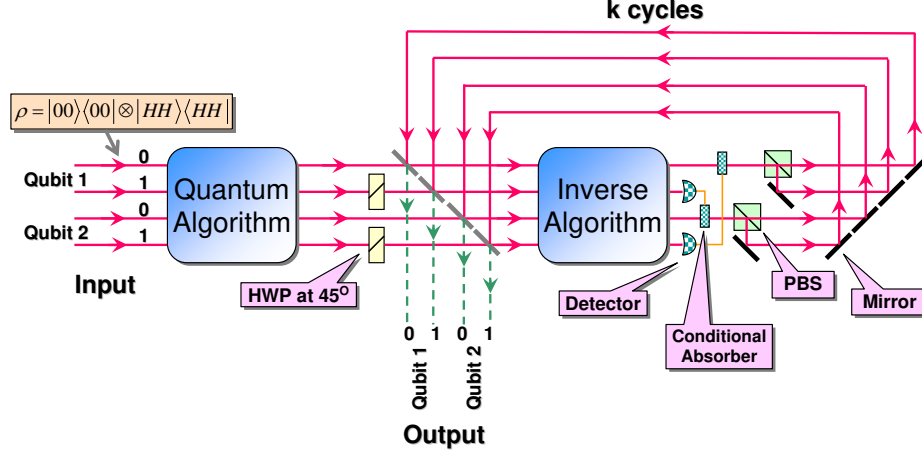 k cycles
ρ = |00⟩⟨00| ⊗ |HH⟩⟨HH|
0
Qubit 1
1
0
Qubit 2
1
Input
Quantum
Algorithm
HWP at 45O
Inverse
Algorithm
Detector
Conditional
Absorber
PBS
Mirror
0 1 0 1
Qubit 1
Qubit 2
Output